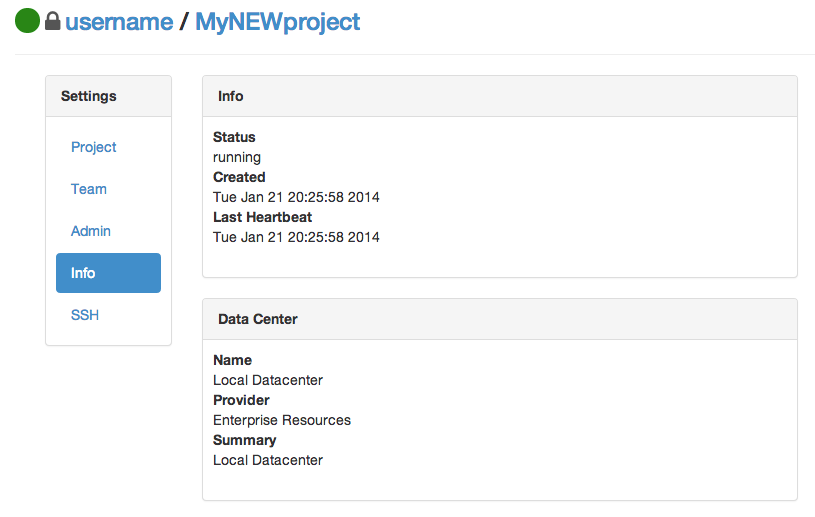 username / MyNEWproject
Settings
Project
Team
Admin
Info
SSH
Info
Status
running
Created
Tue Jan 21 20:25:58 2014
Last Heartbeat
Tue Jan 21 20:25:58 2014
Data Center
Name
Local Datacenter
Provider
Enterprise Resources
Summary
Local Datacenter